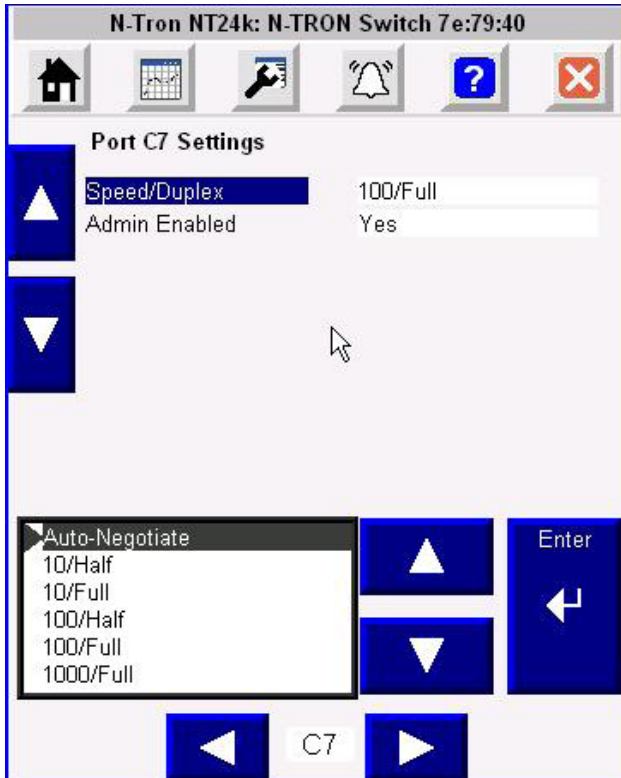 N-Tron NT24k: N-TRON Switch 7e:79:40
?
Port C7 Settings
Speed/Duplex 100/Full
Admin Enabled Yes
Auto-Negotiate
10/Half
10/Full
100/Half
100/Full
1000/Full
Enter
C7